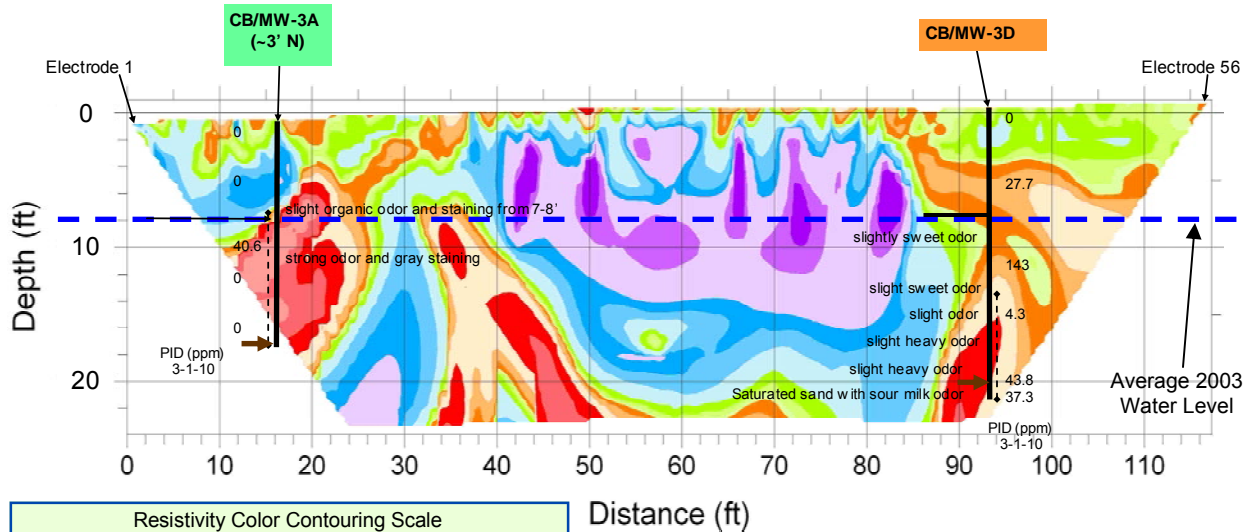 CB/MW-3A
(~3' N)
CB/MW-3D
Electrode 1
Electrode 56
0
10
20
Depth (ft)
0
0
40.6
0
0
PID (ppm)
3-1-10
slight organic odor and staining from 7-8'
strong odor and gray staining
0
27.7
143
4.3
43.8
37.3
slightly sweet odor
slight sweet odor
slight odor
slight heavy odor
slight heavy odor
Saturated sand with sour milk odor
PID (ppm)
3-1-10
Average 2003
Water Level
0 10 20 30 40 50 60 70 80 90 100 110
Distance (ft)
Resistivity Color Contouring Scale